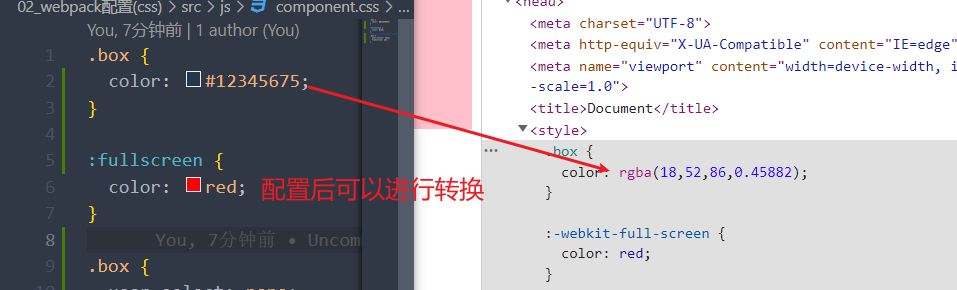 02_webpack配置(css) > src > js > component.css > ...
You, 7分钟前 | 1 author (You)
1 .box {
2 color: #12345675;
3 }
4
5 :fullscreen {
6 color: red;
7 }
8 You, 7分钟前 • Uncom
9 .box {
配置后可以进行转换
<head>
<meta charset="UTF-8">
<meta http-equiv="X-UA-Compatible" content="IE=edge"
<meta name="viewport" content="width=device-width, i
-scale=1.0">
<title>Document</title>
<style>
.box {
color: rgba(18,52,86,0.45882);
}
:-webkit-full-screen {
color: red;
}